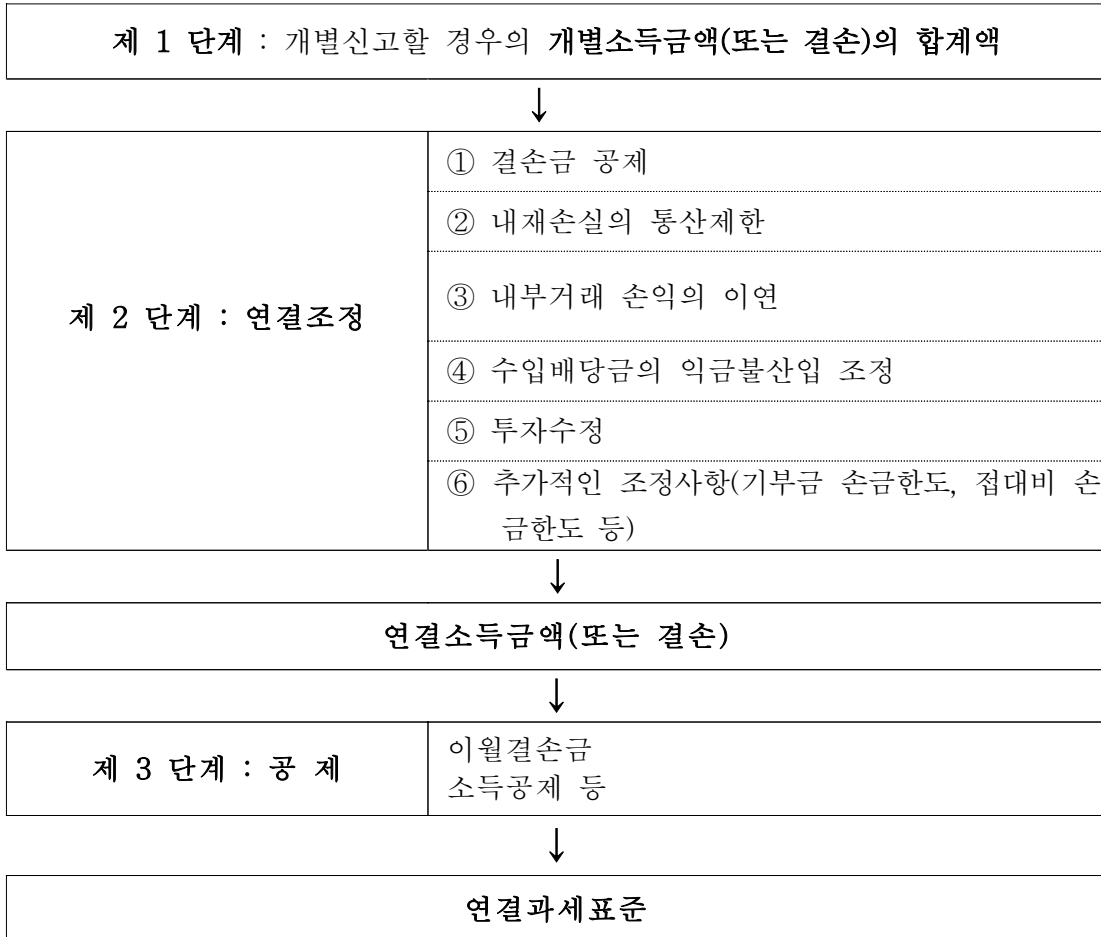 제 1 단계 : 개별신고할 경우의 개별소득금액(또는 결손)의 합계액
↓
제 2 단계 : 연결조정
① 결손금 공제
② 내재손실의 통산제한
③ 내부거래 손익의 이연
④ 수입배당금의 익금불산입 조정
⑤ 투자수정
⑥ 추가적인 조정사항(기부금 손금한도, 접대비 손
금한도 등)
↓
연결소득금액(또는 결손)
↓
제 3 단계 : 공 제
이월결손금
소득공제 등
↓
연결과세표준